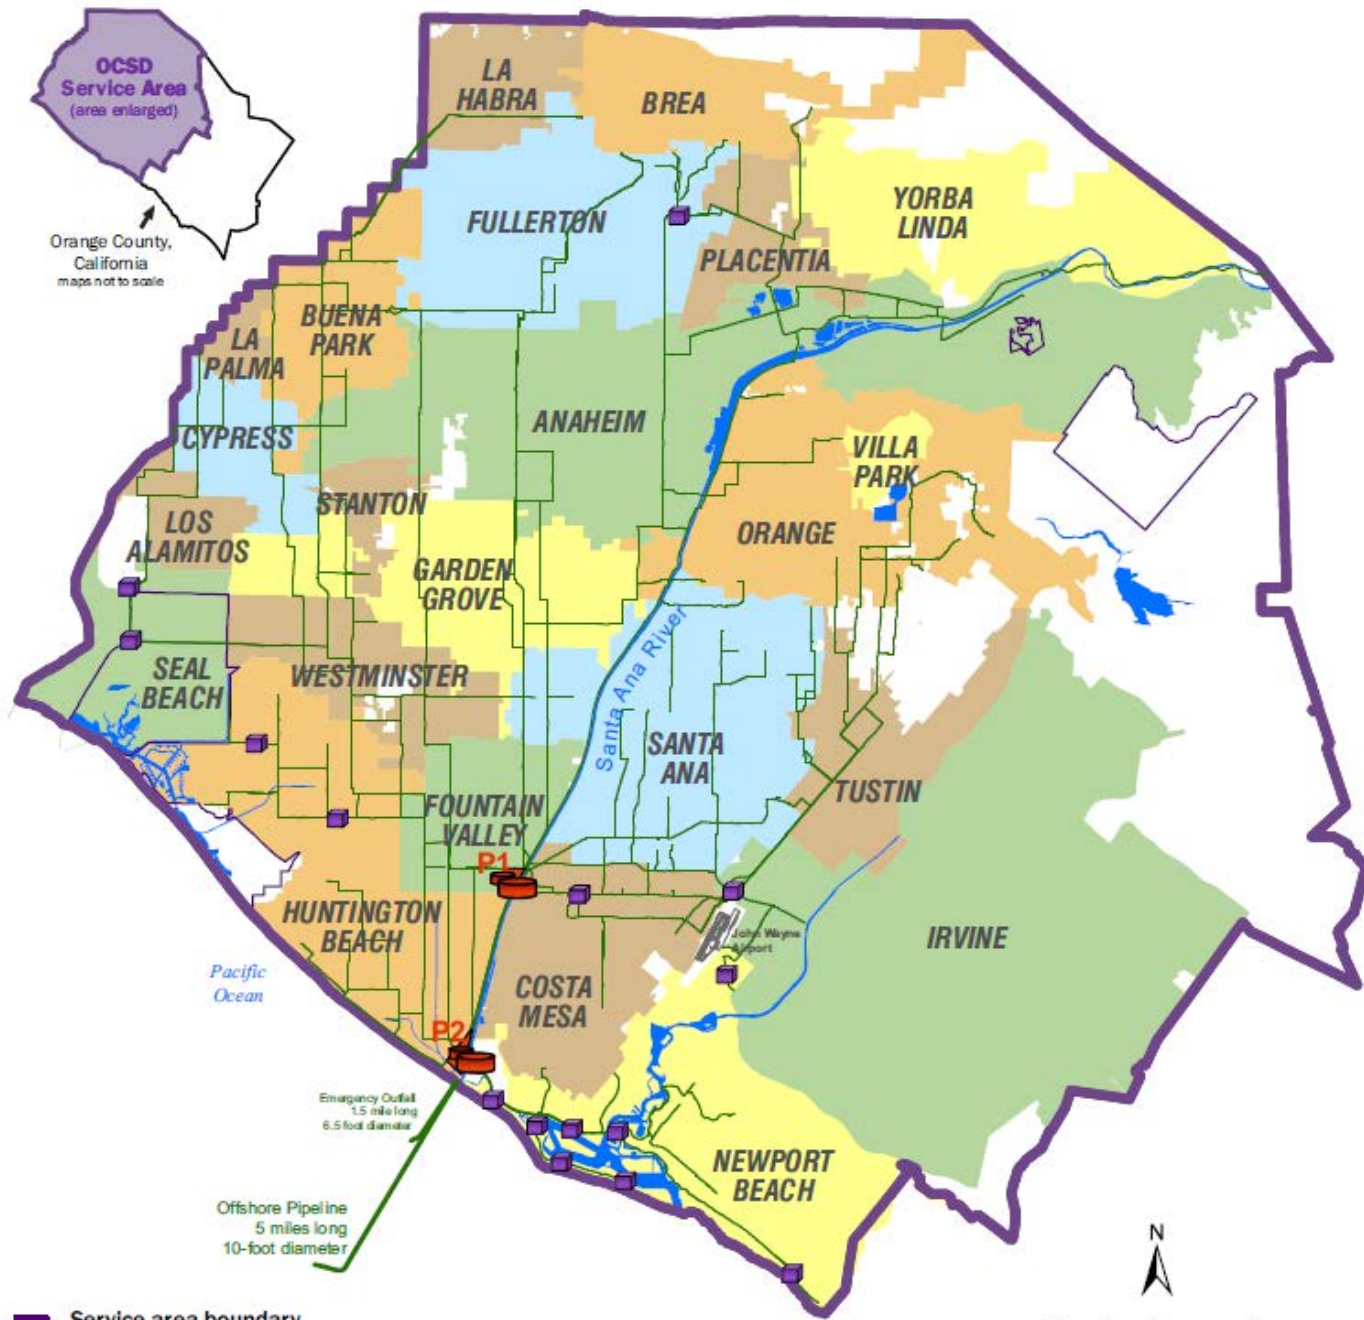 OCSD
Service Area
(area enlarged)
Orange County,
California
maps not to scale
LA
HABRA
BREA
FULLERTON
YORBA
LINDA
PLACENTIA
BUENA
PARK
LA
PALMA
ANAHEIM
CYPRESS
VILLA
PARK
STANTON
LOS
ALAMITOS
ORANGE
GARDEN
GROVE
Santa Ana River
SEAL
BEACH
WESTMINSTER
SANTA
ANA
TUSTIN
FOUNTAIN
VALLEY
P1
HUNTINGTON
BEACH
John Wayne
Airport
IRVINE
Pacific
Ocean
COSTA
MESA
P2
Emergency Outfall
1.5 mile long
6.5 foot diameter
NEWPORT
BEACH
Offshore Pipeline
5 miles long
10-foot diameter
N
Service area boundary